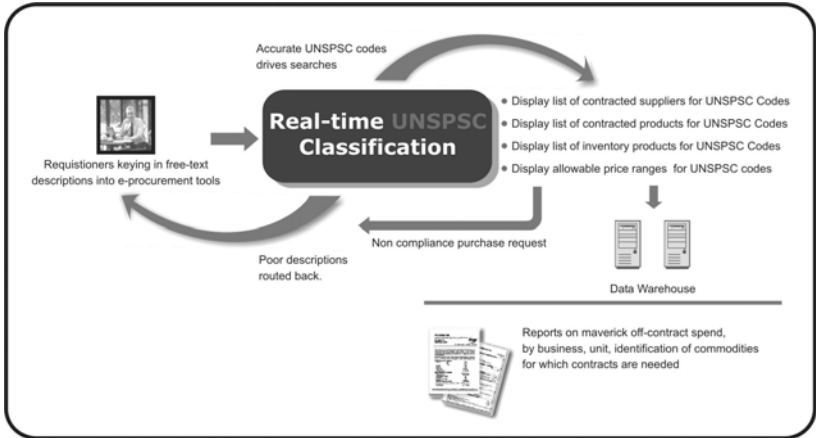 Accurate UNSPSC codes
drives searches
Real-time UNSPSC
Classification
Requistioners keying in free-text
descriptions into e-procurement tools
• Display list of contracted suppliers for UNSPSC Codes
• Display list of contracted products for UNSPSC Codes
• Display list of inventory products for UNSPSC Codes
• Display allowable price ranges for UNSPSC codes
Non compliance purchase request
Poor descriptions
routed back.
Data Warehouse
Reports on maverick off-contract spend,
by business, unit, identification of commodities
for which contracts are needed